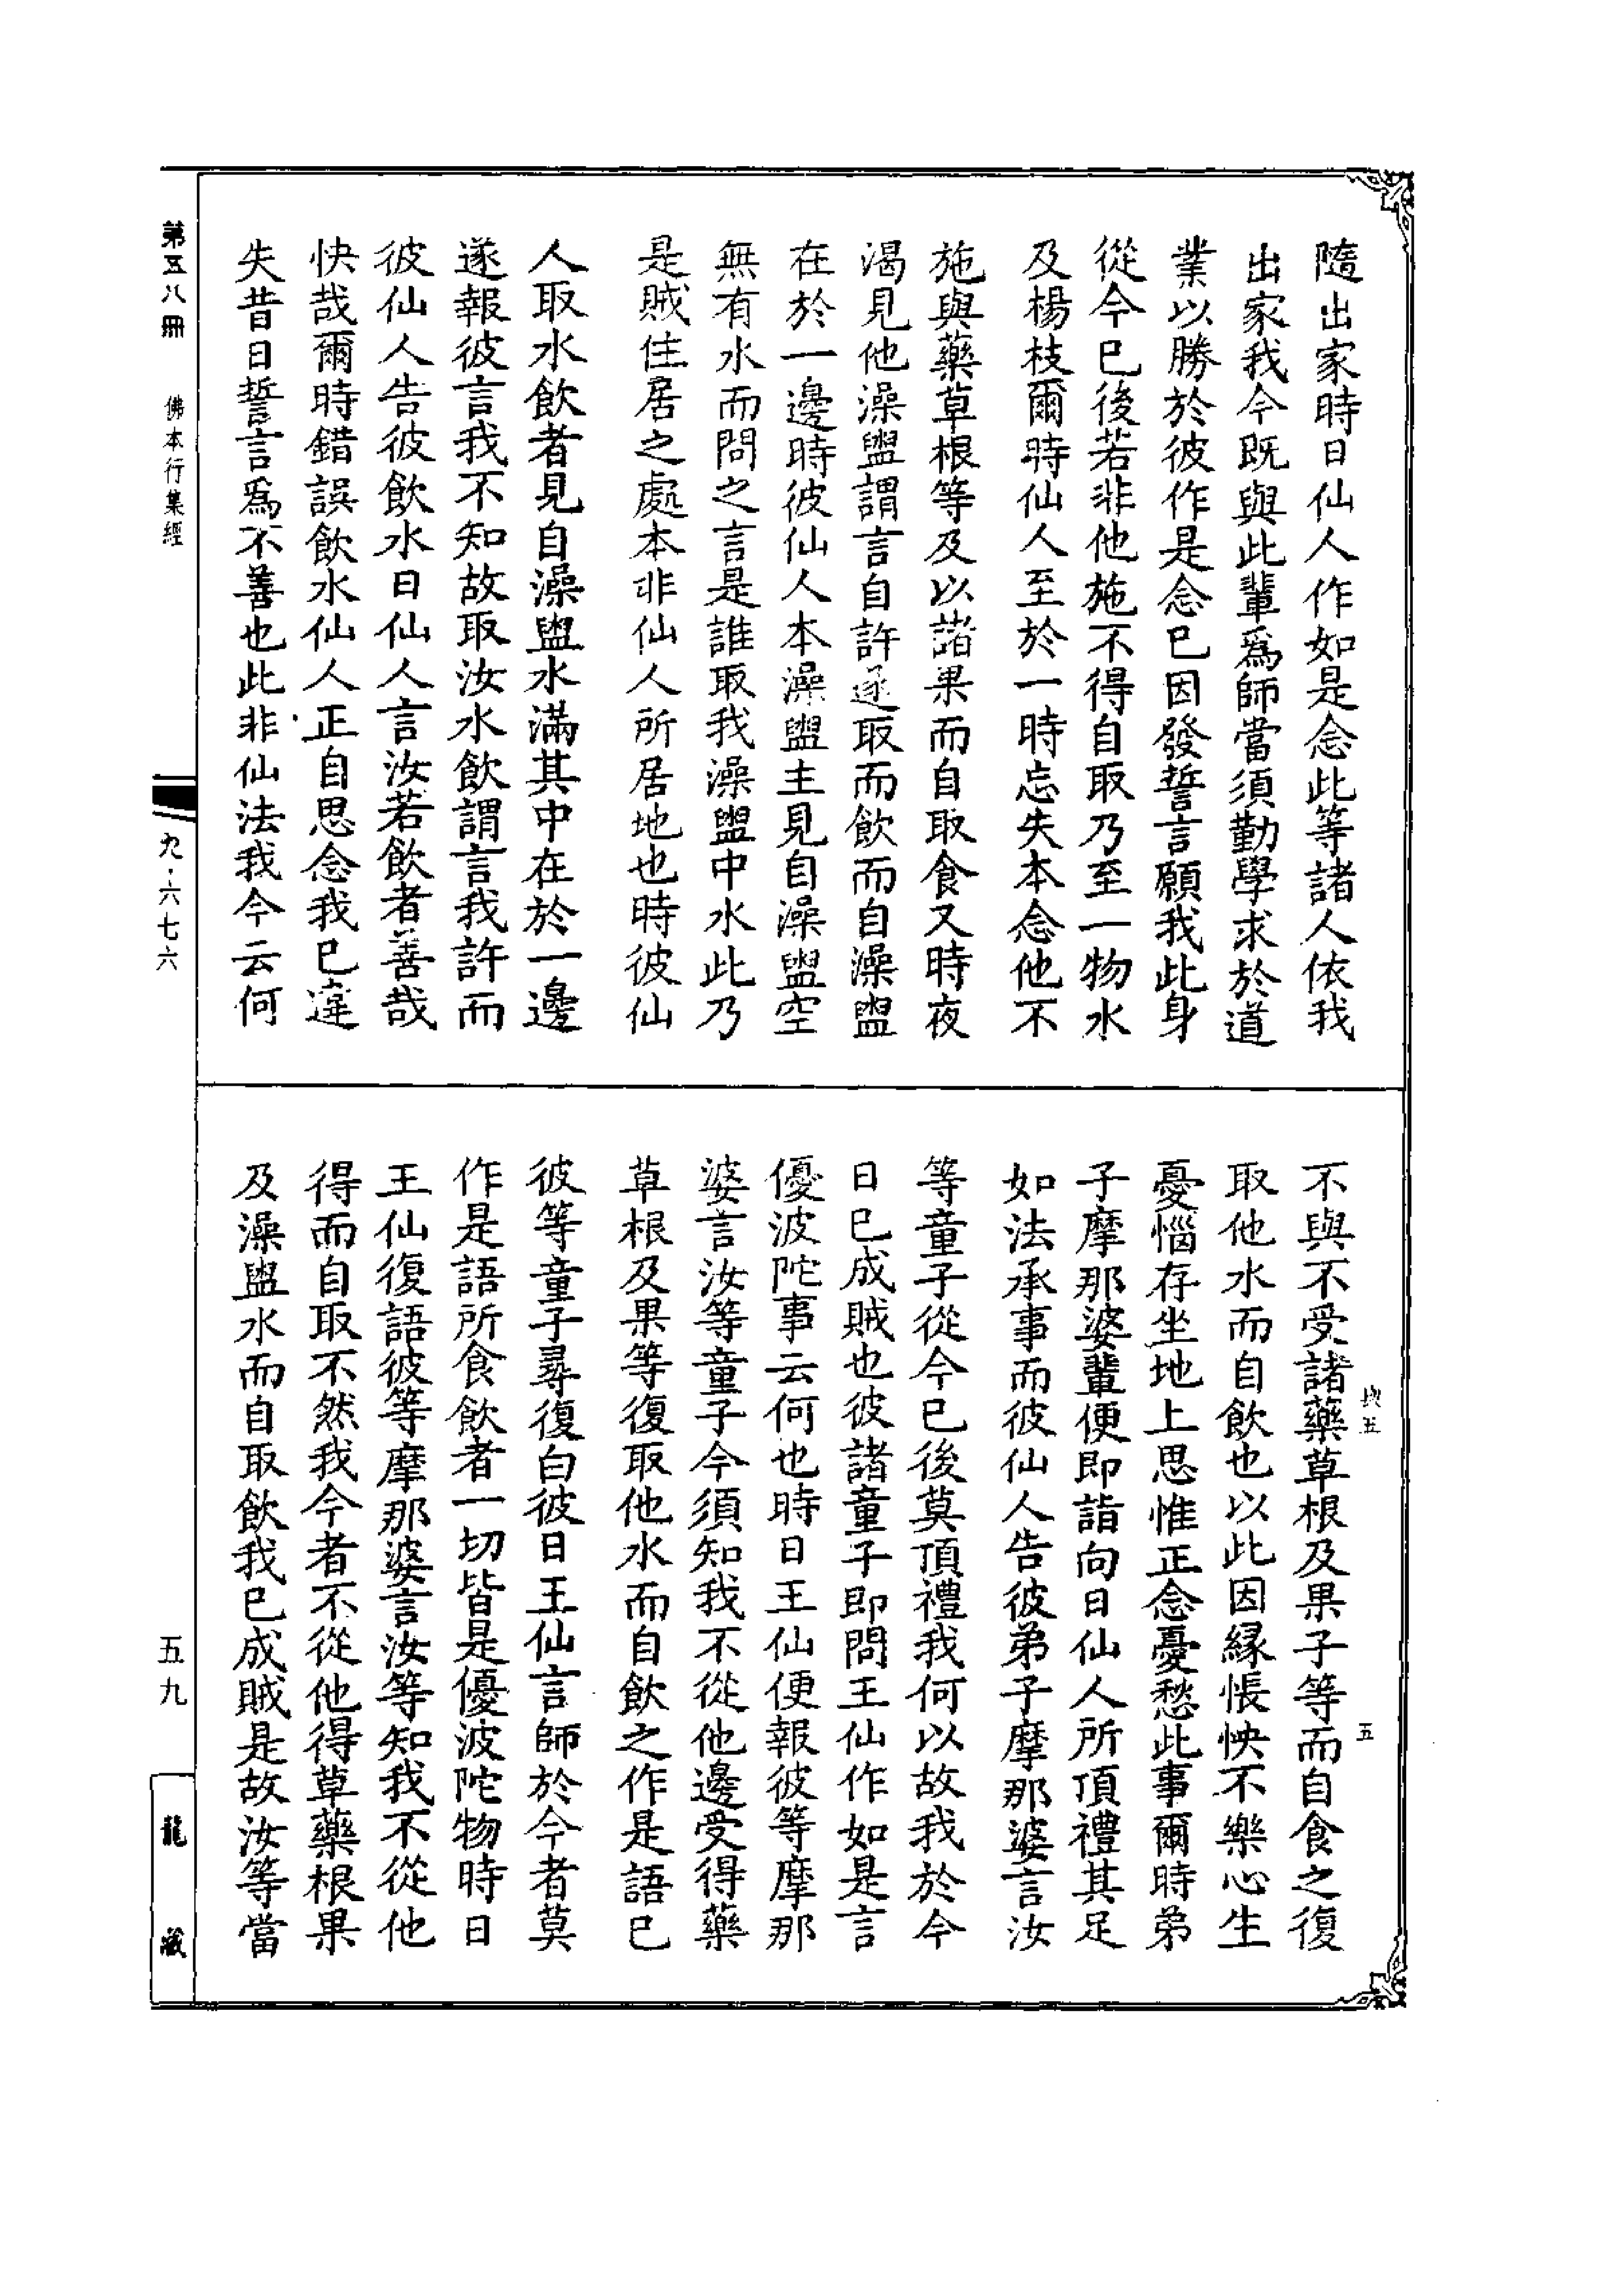 隨出家時日仙人作如是念此等諸人依我
出家我今既與此輩爲師當須勤學求於道
業以勝於彼作是念已因發誓言願我此身
從今已後若非他施不得自取乃至一物水
及楊枝爾時仙人至於一時忘失本念他不
施與藥草根等及以諸果而自取食又時夜
渴見他澡盥謂言自許遂取而飲而自澡盥
在於一邊時彼仙人本澡盥主見自澡盥空
無有水而問之言是誰取我澡盥中水此乃
是賊住居之處本非仙人所居地也時彼仙
人取水飲者見自澡盥水滿其中在於一邊
遂報彼言我不知故取汝水飲謂言我許而
彼仙人告彼飲水日仙人言汝若飲者善哉
快哉爾時錯誤飲水仙人正自思念我已違
失昔日誓言爲不善也此非仙法我今云何
不與不受諸藥草根及果子等而自食之復
取他水而自飲也以此因緣悵怏不樂心生
憂惱存坐地上思惟正念憂愁此事爾時弟
子摩那婆輩便即詣向日仙人所頂禮其足
如法承事而彼仙人告彼弟子摩那婆言汝
等童子從今已後莫頂禮我何以故我於今
日已成賊也彼諸童子即問王仙作如是言
優波陀事云何也時日王仙便報彼等摩那
婆言汝等童子今須知我不從他邊受得藥
草根及果等復取他水而自飲之作是語已
彼等童子尋復白彼日王仙言師於今者莫
作是語所食飲者一切皆是優波陀物時日
王仙復語彼等摩那婆言汝等知我不從他
得而自取不然我今者不從他得草藥根果
及澡盥水而自取飲我已成賊是故汝等當
五
五
第五八冊
佛本行集經
九·六七六
五九
龍藏